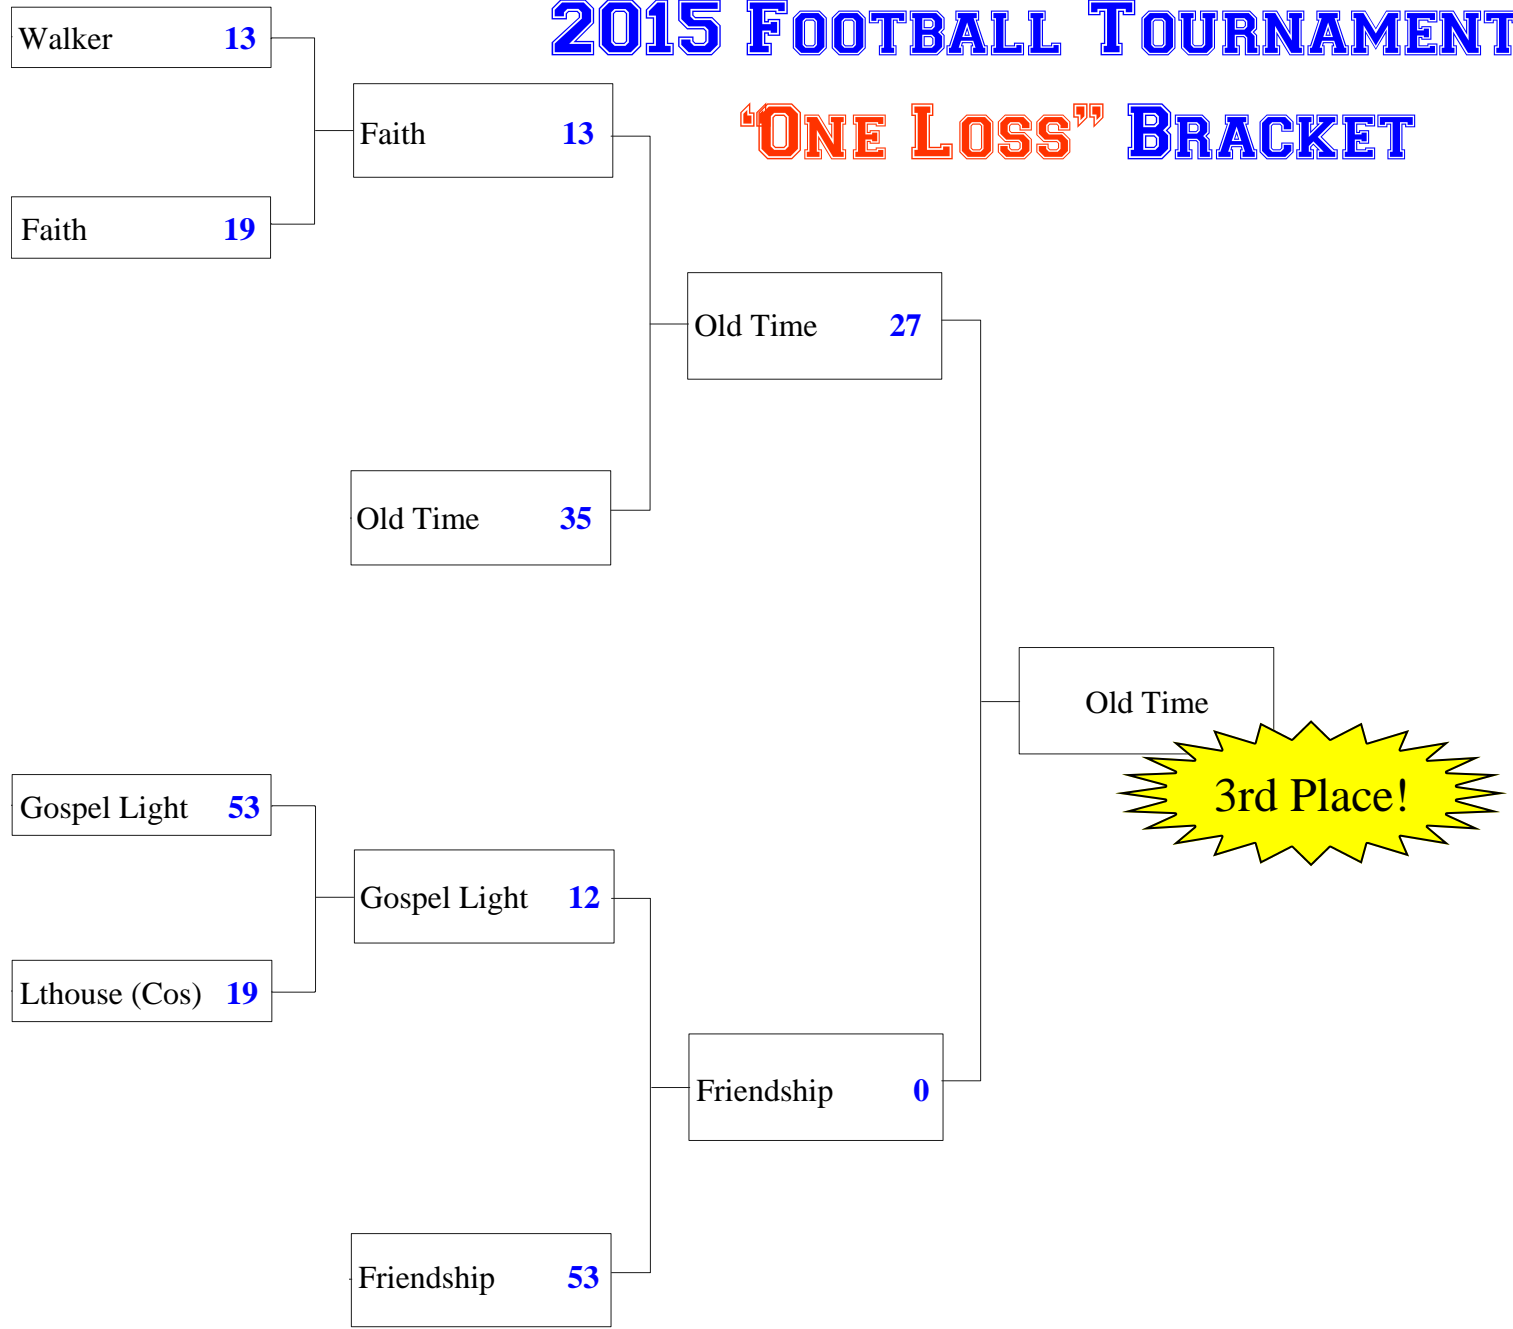 2015 Football Tournament
“One Loss” Bracket
Walker 13
Faith 13
Faith 19
Old Time 27
Old Time 35
Old Time
3rd Place!
Gospel Light 53
Gospel Light 12
Lthouse (Cos) 19
Friendship 0
Friendship 53